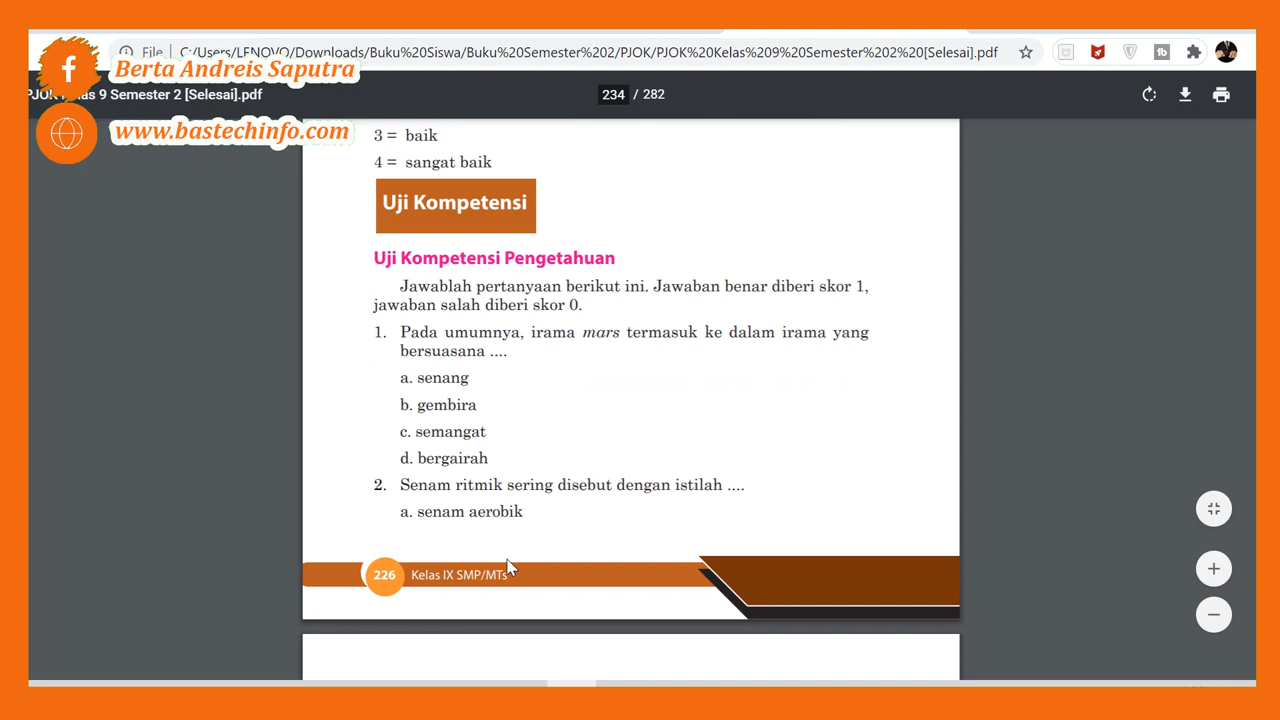 File C:/Users/LENOVO/Downloads/Buku%20Siswa/Buku%20Semester%202/PJOK/PJOK%20Kelas%209%20Semester%202%20[Selesai].pdf
Berta Andreis Saputra
9 Semester 2 [Selesai].pdf
234 / 282
www.bastechinfo.com
3 = baik
4 = sangat baik
Uji Kompetensi
Uji Kompetensi Pengetahuan
Jawablah pertanyaan berikut ini. Jawaban benar diberi skor 1,
jawaban salah diberi skor 0.
1. Pada umumnya, irama mars termasuk ke dalam irama yang
bersuasana ....
a. senang
b. gembira
c. semangat
d. bergairah
2. Senam ritmik sering disebut dengan istilah ....
a. senam aerobik
226 Kelas IX SMP/MTs